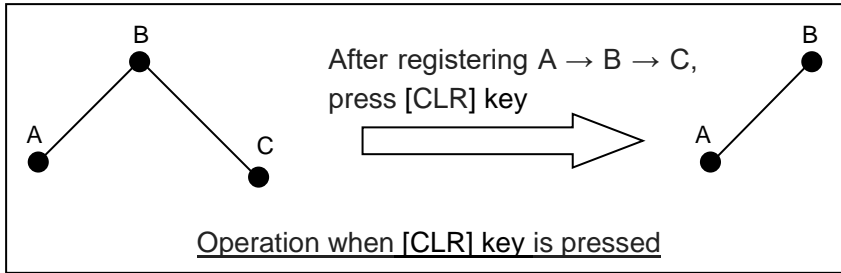 B
After registering A → B → C,
press [CLR] key
B
A
C
A
Operation when [CLR] key is pressed